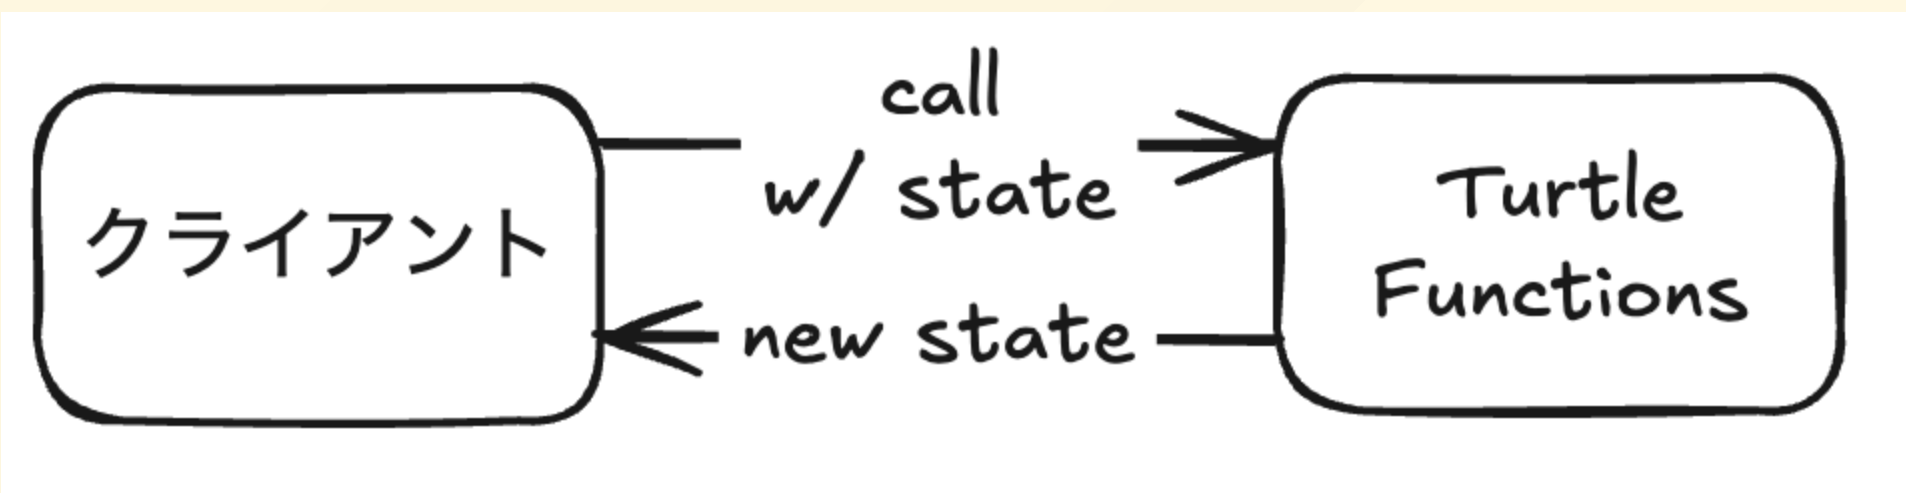 クライアント
call
w/ state
new state
Turtle
Functions